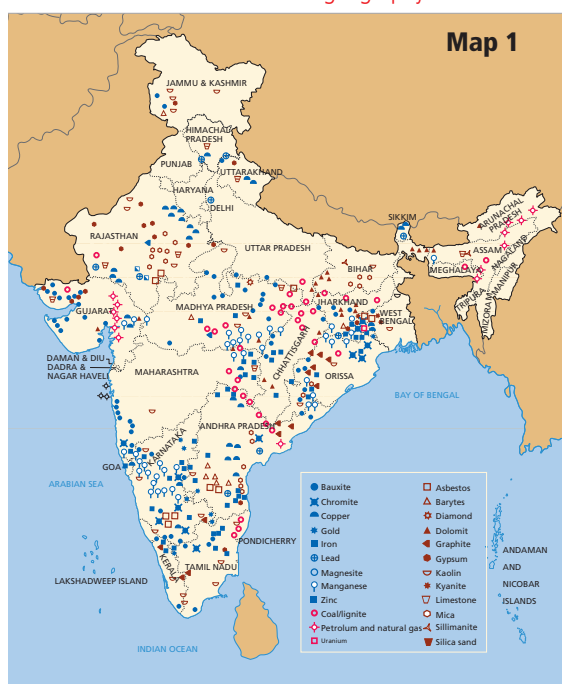 Map 1
JAMMU & KASHMIR
HIMACHAL
PRADESH
PUNJAB
UTTARAKHAND
HARYANA
DELHI
SIKKIM
ARUNACHAL
PRADESH
RAJASTHAN
UTTAR PRADESH
ASSAM
NAGALAND
BIHAR
MEGHALAYA
MANIPUR
GUJARAT
MADHYA PRADESH
JHARKHAND
WEST
BENGAL
TRIPURA
MIZORAM
CHHATTISGARH
DAMAN & DIU
DADRA &
NAGAR HAVELI
MAHARASHTRA
ORISSA
BAY OF BENGAL
ANDHRA PRADESH
KARNATAKA
GOA
ARABIAN SEA
PONDICHERRY
KERALA
TAMIL NADU
LAKSHADWEEP ISLAND
ANDAMAN
AND
NICOBAR
ISLANDS
INDIAN OCEAN
Bauxite
Chromite
Copper
Gold
Iron
Lead
Magnesite
Manganese
Zinc
Coal/lignite
Petrolum and natural gas
Uranium
Asbestos
Barytes
Diamond
Dolomit
Graphite
Gypsum
Kaolin
Kyanite
Limestone
Mica
Sillimanite
Silica sand